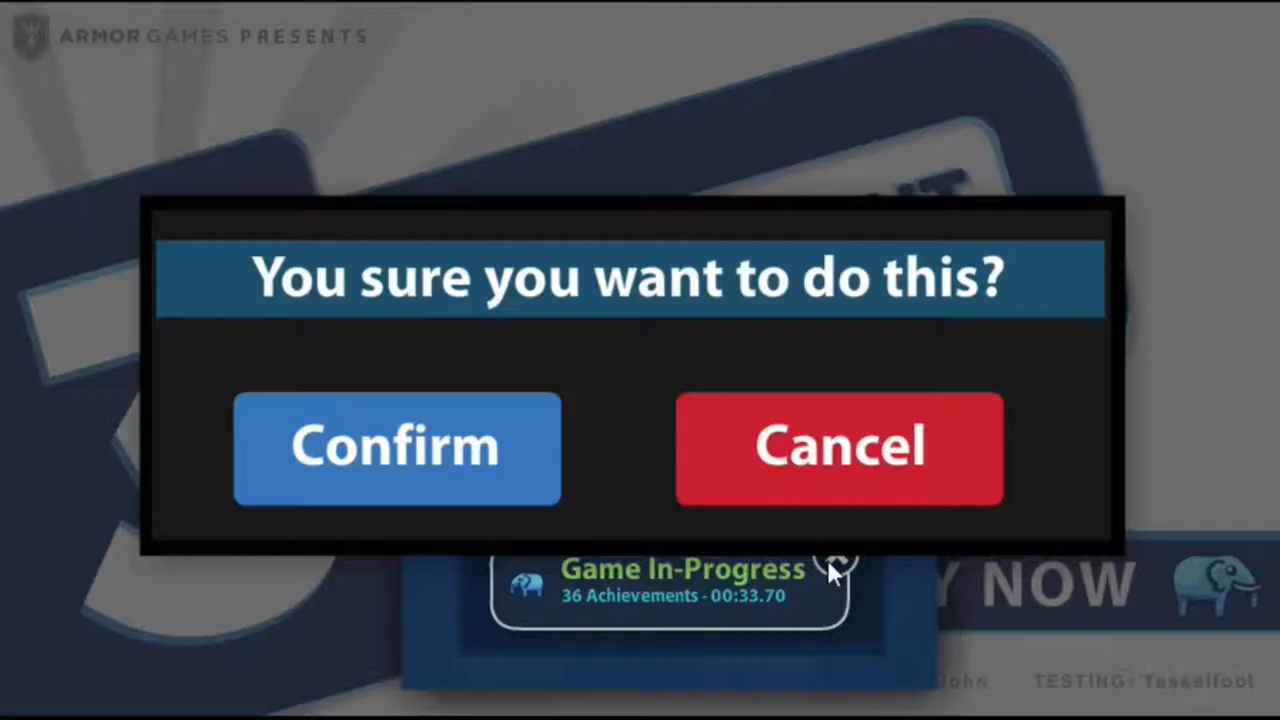 ARMOR GAMES PRESENTS
You sure you want to do this?
Confirm
Cancel
Game In-Progress
36 Achievements - 00:33.70
Y NOW
John
TESTING: Tasselfoot